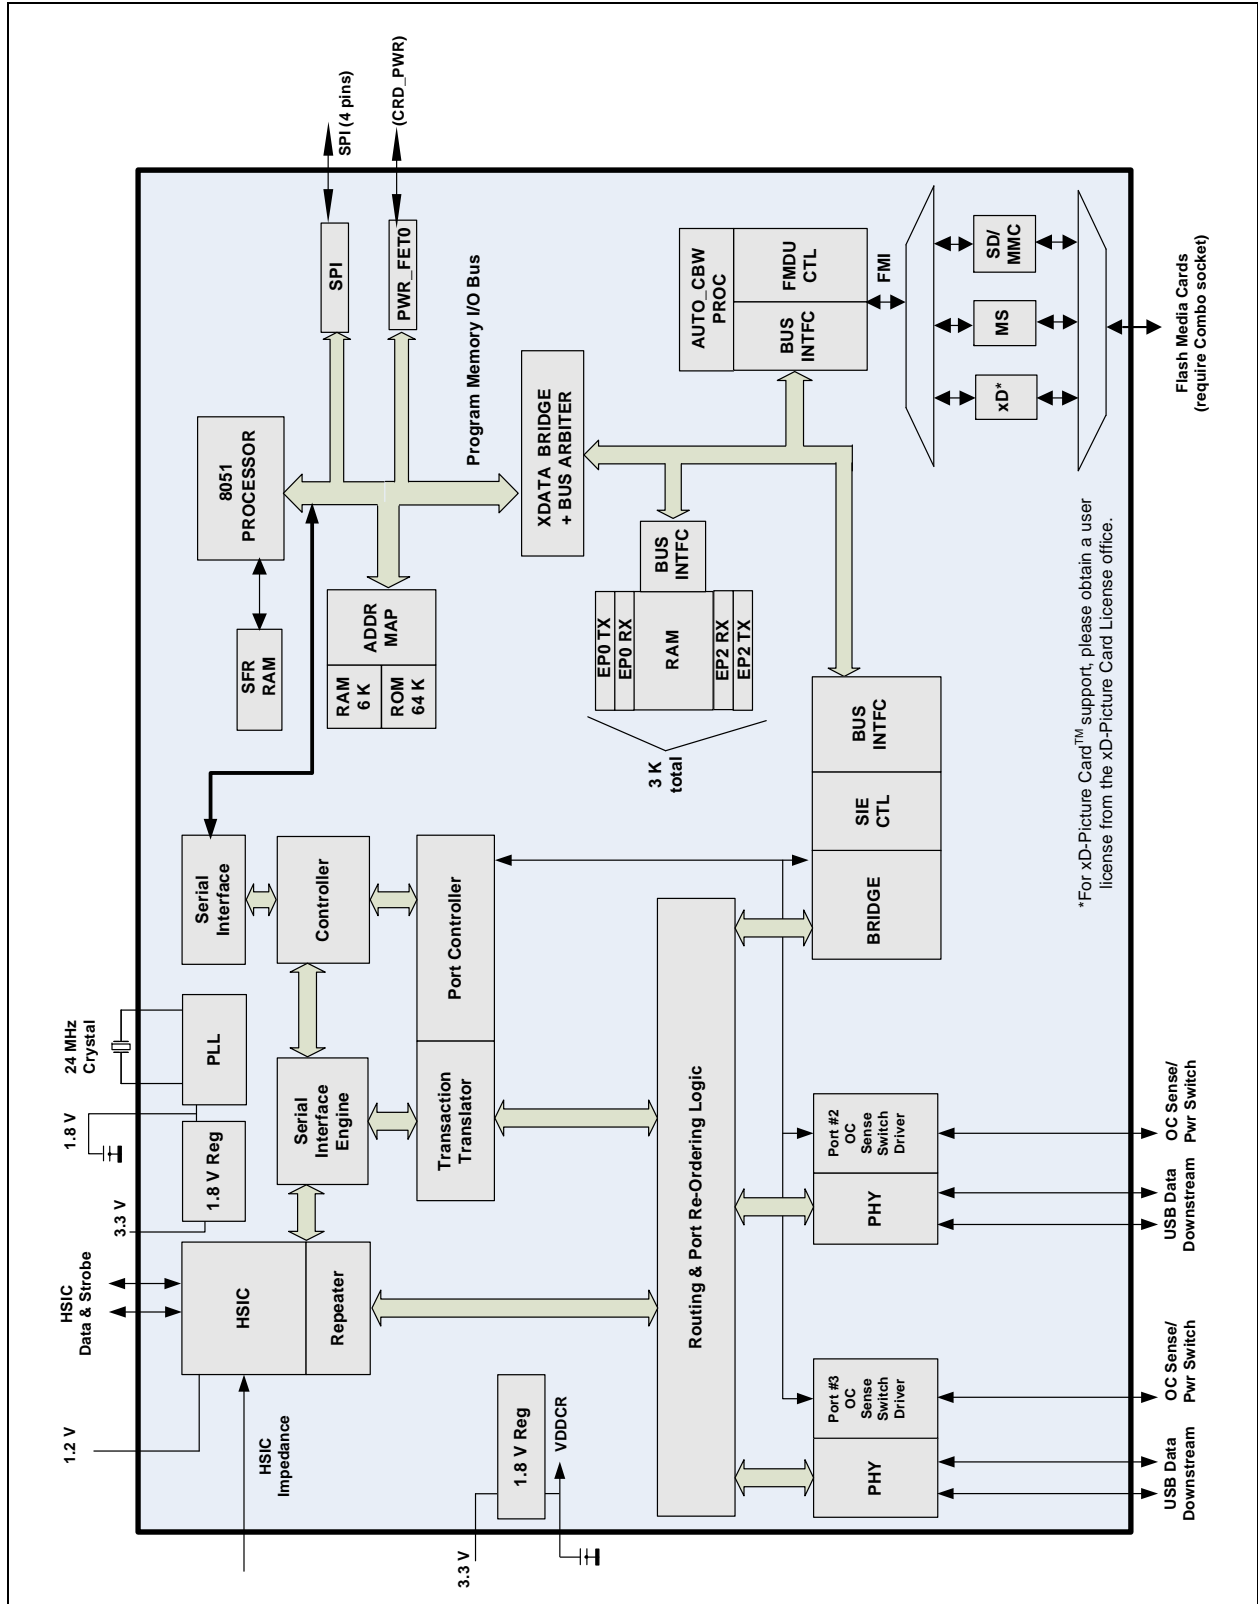 24 MHz
Crystal
SPI (4 pins)
(CRD_PWR)
1.8 V
3.3 V
HSIC
Data & Strobe
1.2 V
HSIC
Impedance
3.3 V
1.8 V Reg
VDDCR
HSIC
Repeater
1.8 V Reg
PLL
Serial
Interface
Engine
Serial
Interface
Controller
Transaction
Translator
Port Controller
SFR
RAM
8051
PROCESSOR
SPI
PWR_FET0
RAM
6 K
ROM
64 K
ADDR
MAP
Program Memory I/O Bus
XDATA BRIDGE
+ BUS ARBITER
3 K
total
EP0 TX
EP0 RX
RAM
EP2 RX
EP2 TX
BUS
INTFC
AUTO_CBW
PROC
BUS
INTFC
FMDU
CTL
FMI
Routing & Port Re-Ordering Logic
BRIDGE
SIE
CTL
BUS
INTFC
PHY
Port #3
OC
Sense
Switch
Driver
PHY
Port #2
OC
Sense
Switch
Driver
xD*
MS
SD/
MMC
*For xD-Picture Card™ support, please obtain a user
license from the xD-Picture Card License office.
USB Data
Downstream
OC Sense/
Pwr Switch
USB Data
Downstream
OC Sense/
Pwr Switch
Flash Media Cards
(require Combo socket)